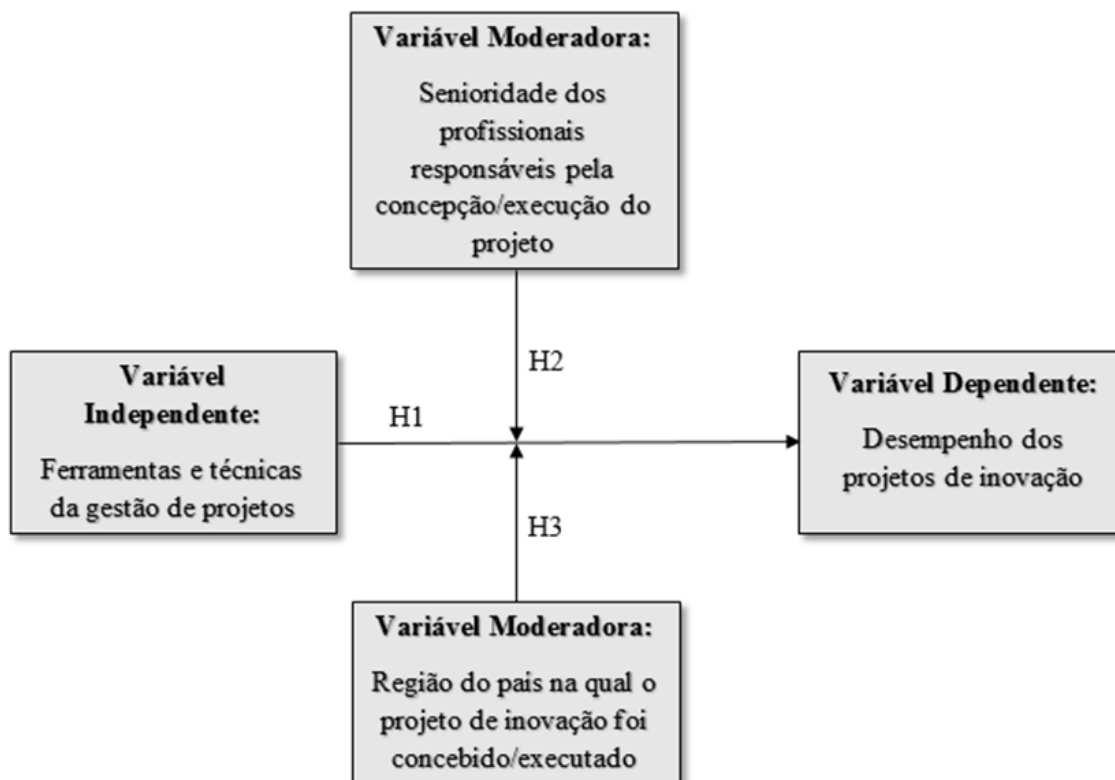 Variável Moderadora:
Senioridade dos
profissionais
responsáveis pela
concepção/execução do
projeto
H2
Variável
Independente:
Ferramentas e técnicas
da gestão de projetos
H1
Variável Dependente:
Desempenho dos
projetos de inovação
H3
Variável Moderadora:
Região do pais na qual o
projeto de inovação foi
concebido/executado